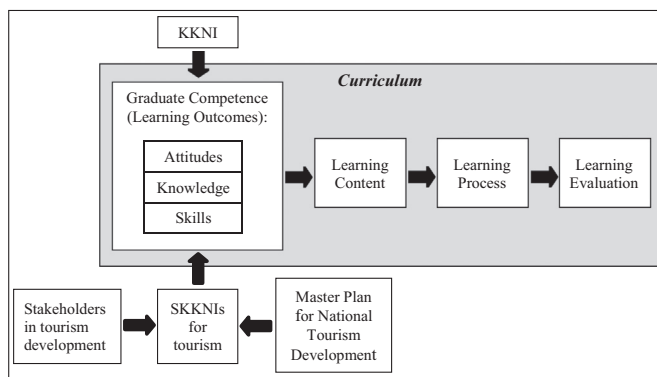 KKNI
Curriculum
Graduate Competence
(Learning Outcomes):
Attitudes
Knowledge
Skills
Learning
Content
Learning
Process
Learning
Evaluation
Stakeholders
in tourism
development
SKKNIs
for
tourism
Master Plan
for National
Tourism
Development